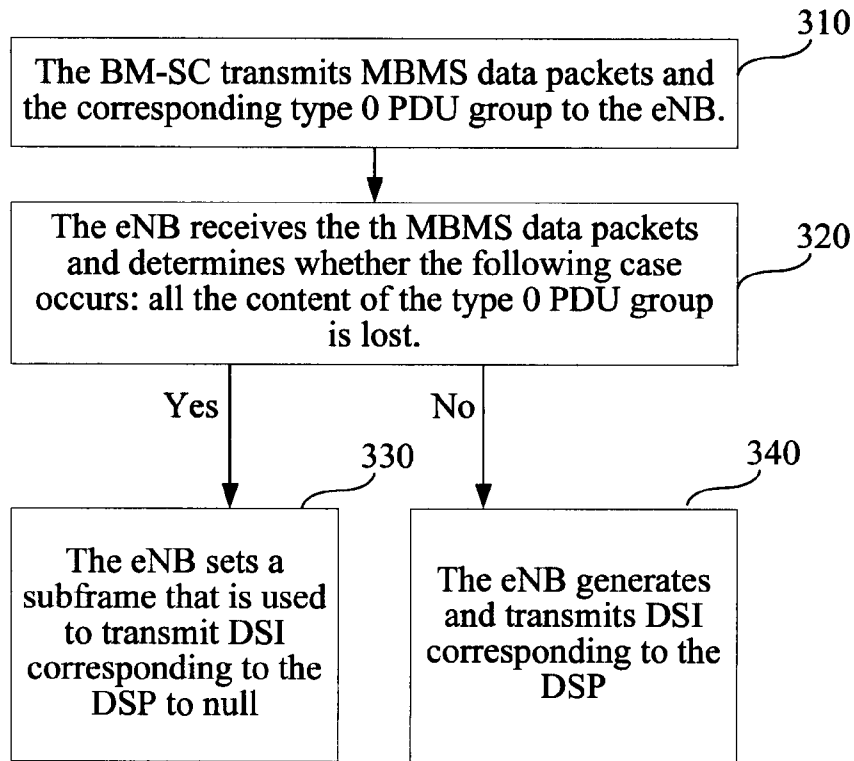 310
The BM-SC transmits MBMS data packets and
the corresponding type 0 PDU group to the eNB.
320
The eNB receives the th MBMS data packets
and determines whether the following case
occurs: all the content of the type 0 PDU group
is lost.
Yes
No
330
340
The eNB sets a
subframe that is used
to transmit DSI
corresponding to the
DSP to null
The eNB generates
and transmits DSI
corresponding to the
DSP